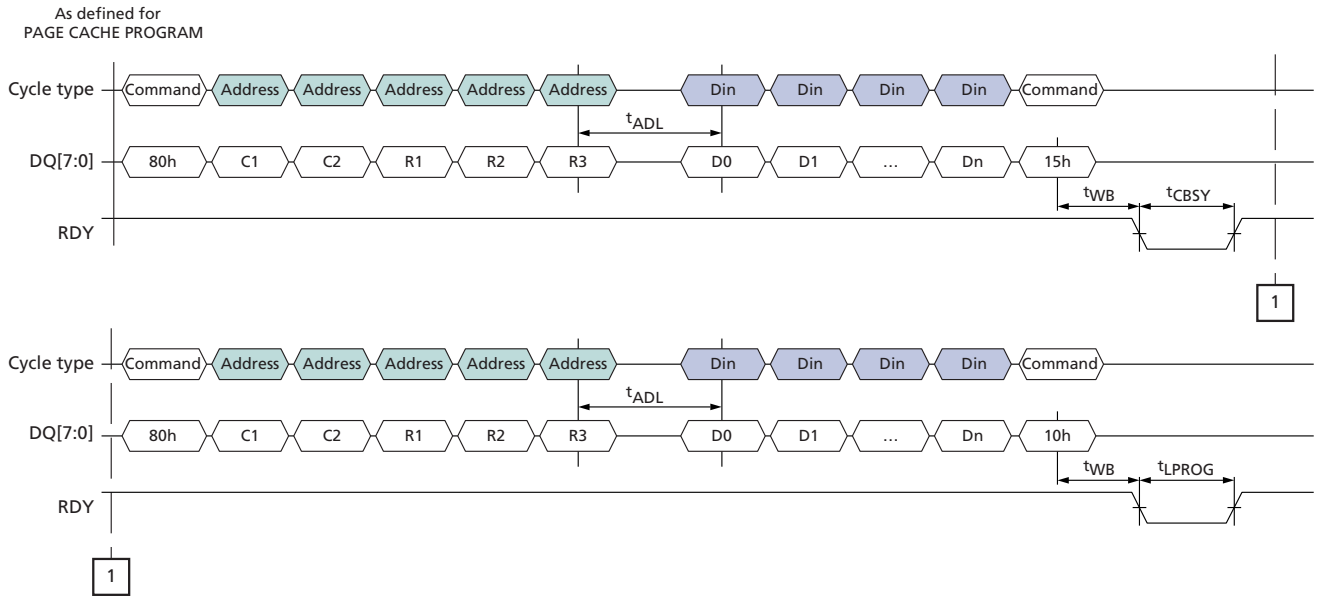 As defined for
PAGE CACHE PROGRAM
Cycle type Command Address Address Address Address Address Din Din Din Din Command
tADL
DQ[7:0] 80h C1 C2 R1 R2 R3 D0 D1 … Dn 15h
tWB tCBSY
RDY
1
Cycle type Command Address Address Address Address Address Din Din Din Din Command
tADL
DQ[7:0] 80h C1 C2 R1 R2 R3 D0 D1 … Dn 10h
tWB tLPROG
RDY
1